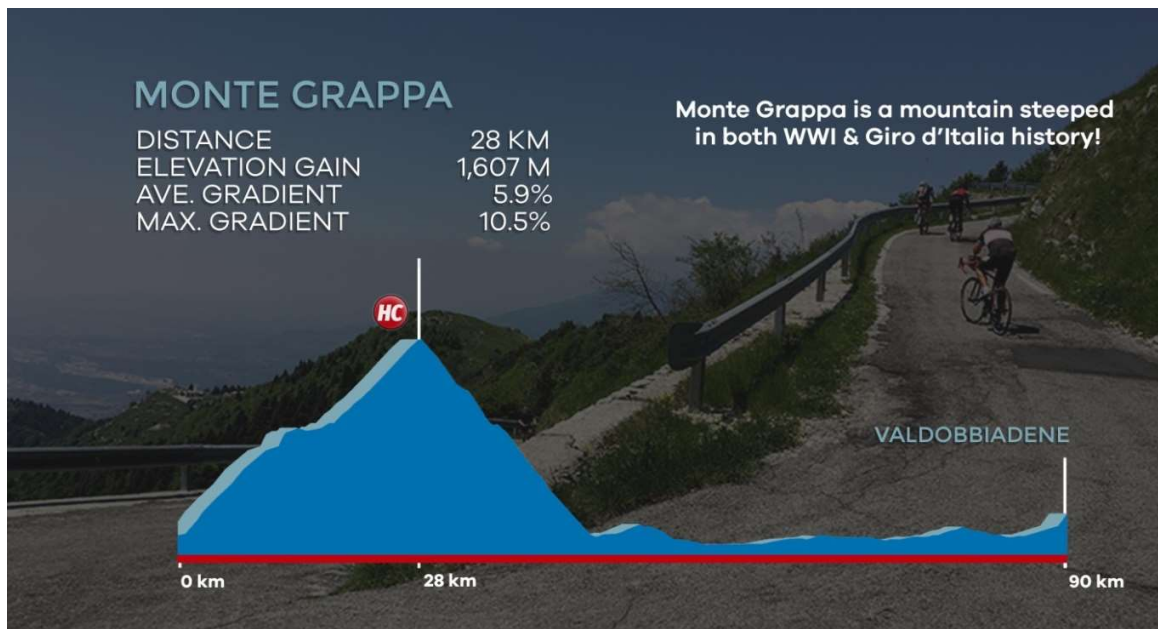 MONTE GRAPPA
DISTANCE 28 KM
ELEVATION GAIN 1,607 M
AVE. GRADIENT 5.9%
MAX. GRADIENT 10.5%
Monte Grappa is a mountain steeped
in both WWI & Giro d'Italia history!
HC
VALDOBBIADENE
0 km 28 km 90 km